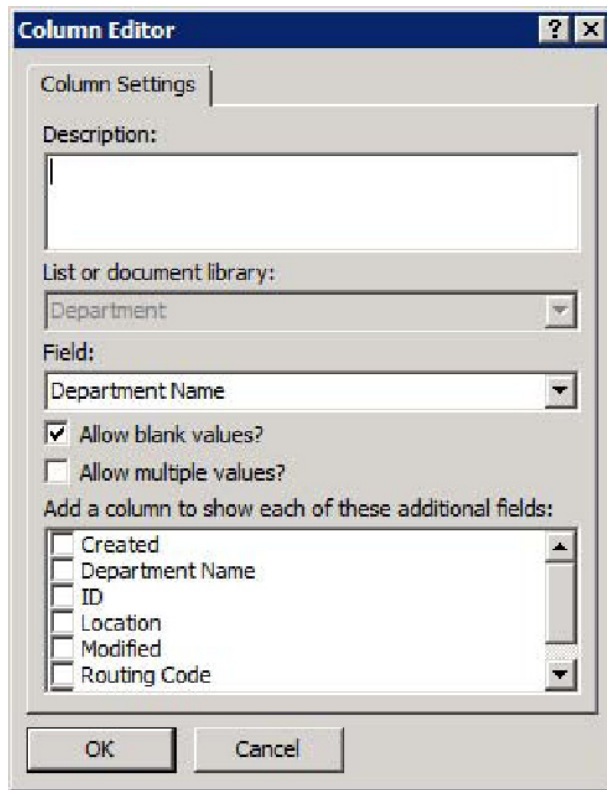 Column Editor
Column Settings
Description:
List or document library:
Department
Field:
Department Name
Allow blank values?
Allow multiple values?
Add a column to show each of these additional fields:
Created
Department Name
ID
Location
Modified
Routing Code
OK Cancel